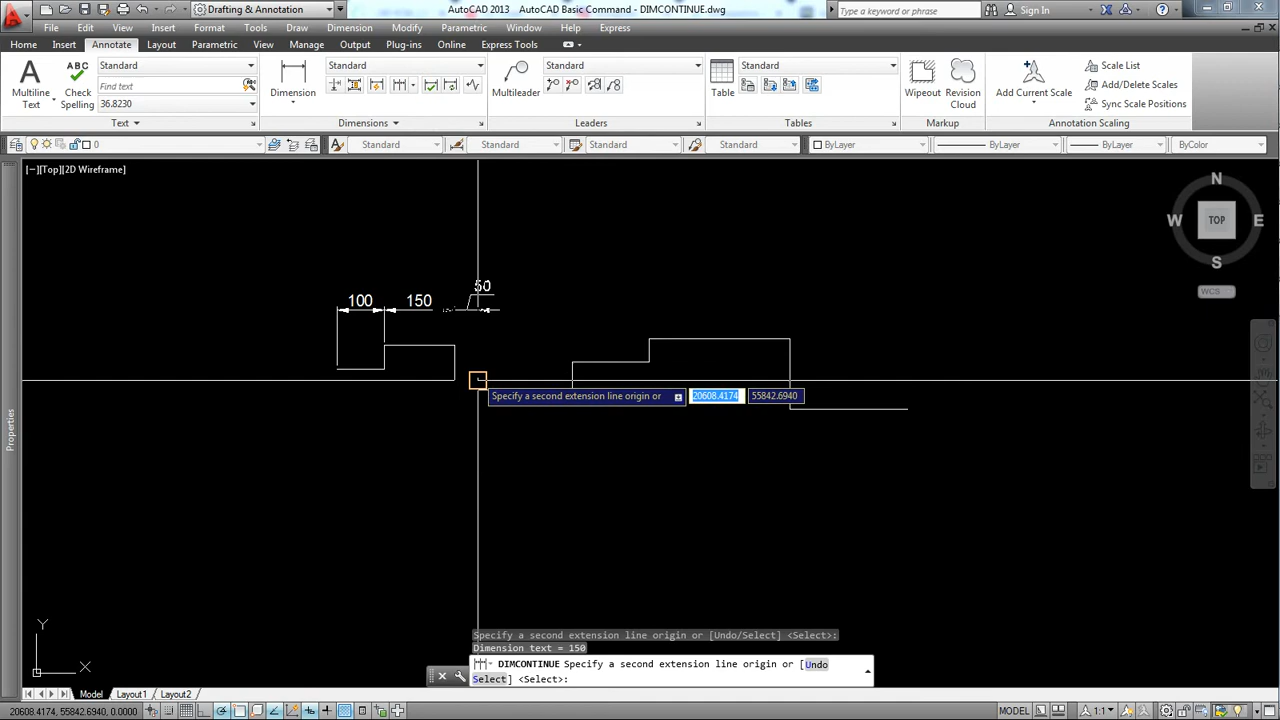 Drafting & Annotation
AutoCAD 2013 AutoCAD Basic Command - DIMCONTINUE.dwg
Type a keyword or phrase
Sign In
File Edit View Insert Format Tools Draw Dimension Modify Parametric Window Help Express
Home Insert Annotate Layout Parametric View Manage Output Plug-ins Online Express Tools
A
Multiline
Text
ABC
Check
Spelling
Standard
Find text
36.8230
Text
Dimension
Standard
Dimensions
Multileader
Standard
Leaders
Table
Standard
Tables
Wipeout
Revision
Cloud
Markup
Add Current Scale
Scale List
Add/Delete Scales
Sync Scale Positions
Annotation Scaling
0
Standard
Standard
Standard
Standard
ByLayer
ByLayer
ByLayer
ByColor
[−][Top][2D Wireframe]
N
W
TOP
E
S
WCS
50
100
150
Specify a second extension line origin or
20608.4174
55842.6940
Properties
Y
X
Specify a second extension line origin or [Undo/Select] <Select>:
Dimension text = 150
DIMCONTINUE Specify a second extension line origin or [Undo
Select] <Select>:
Model Layout1 Layout2
20608.4174, 55842.6940, 0.0000
MODEL
1:1